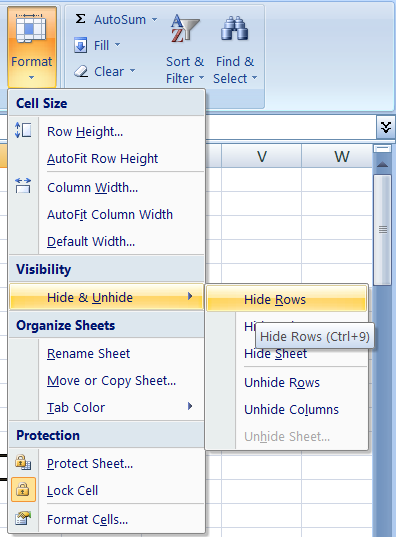 Format
Σ AutoSum
Fill
Clear
Sort & Filter
Find & Select
V W
Cell Size
Row Height...
AutoFit Row Height
Column Width...
AutoFit Column Width
Default Width...
Visibility
Hide & Unhide
Hide Rows
Hi
Hide Rows (Ctrl+9)
Hide Sheet
Unhide Rows
Unhide Columns
Unhide Sheet...
Organize Sheets
Rename Sheet
Move or Copy Sheet...
Tab Color
Protection
Protect Sheet...
Lock Cell
Format Cells...